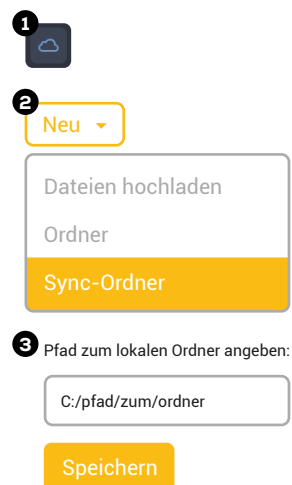 1
2
Neu
Dateien hochladen
Ordner
Sync-Ordner
3 Pfad zum lokalen Ordner angeben:
C:/pfad/zum/ordner
Speichern